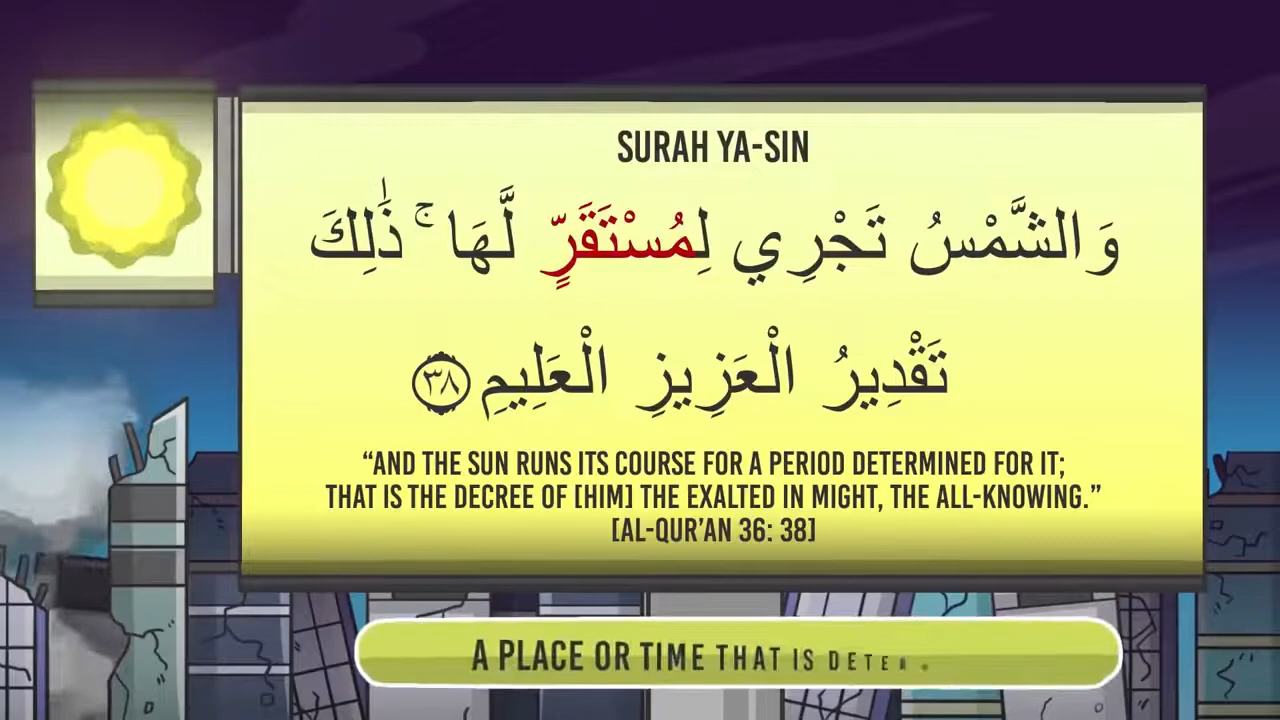 SURAH YA-SIN
وَالشَّمْسُ تَجْرِي لِمُسْتَقَرٍّ لَّهَا ۚ ذَٰلِكَ
تَقْدِيرُ الْعَزِيزِ الْعَلِيمِ ٣٨
“AND THE SUN RUNS ITS COURSE FOR A PERIOD DETERMINED FOR IT;
THAT IS THE DECREE OF [HIM] THE EXALTED IN MIGHT, THE ALL-KNOWING.”
[AL-QUR’AN 36: 38]
A PLACE OR TIME THAT IS